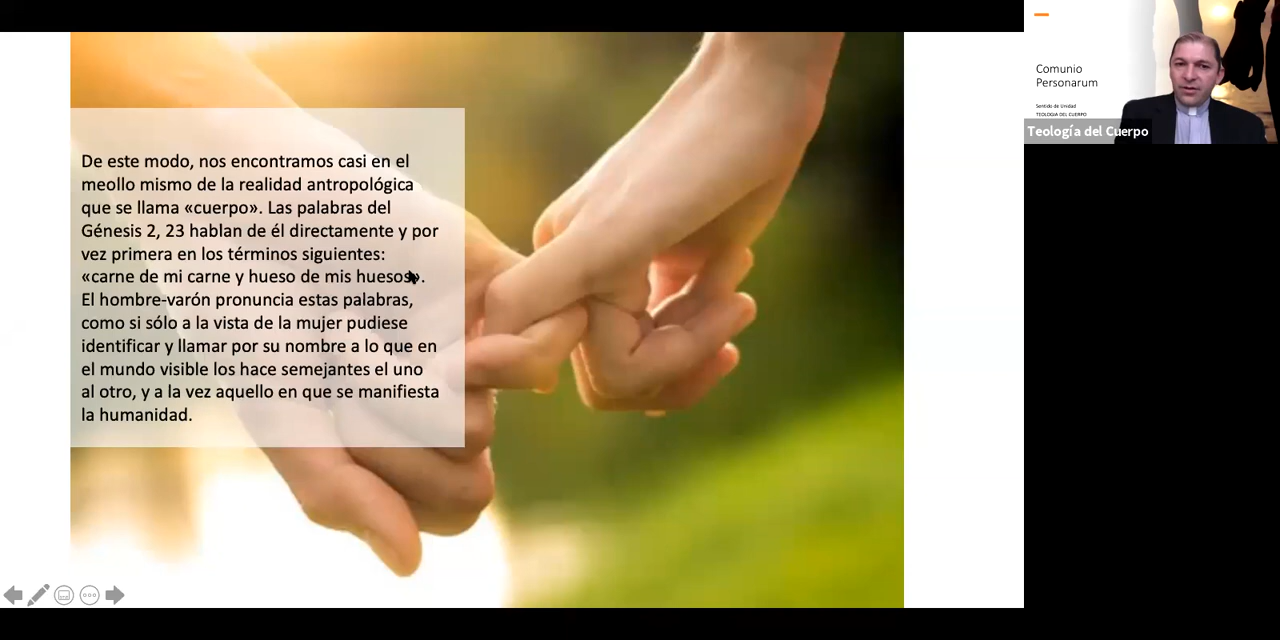 De este modo, nos encontramos casi en el
meollo mismo de la realidad antropológica
que se llama «cuerpo». Las palabras del
Génesis 2, 23 hablan de él directamente y por
vez primera en los términos siguientes:
«carne de mi carne y hueso de mis huesos».
El hombre-varón pronuncia estas palabras,
como si sólo a la vista de la mujer pudiese
identificar y llamar por su nombre a lo que en
el mundo visible los hace semejantes el uno
al otro, y a la vez aquello en que se manifiesta
la humanidad.
Comunio
Personarum
Sentido de Unidad
TEOLOGIA DEL CUERPO
Teología del Cuerpo